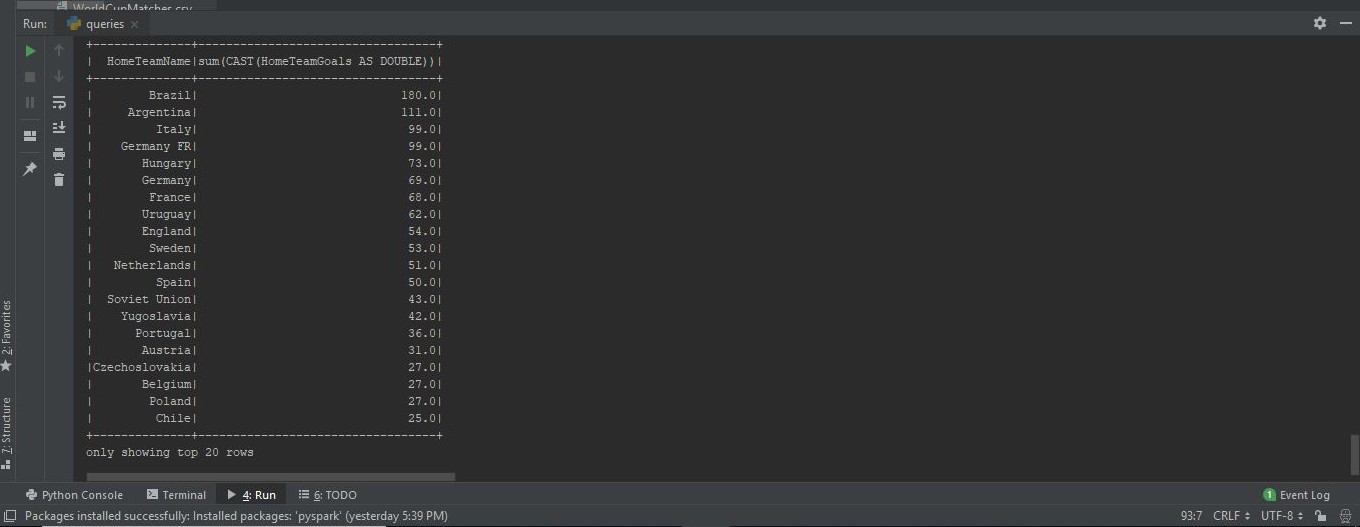 WorldCupMatches.csv
Run: queries
+--------------+----------------------------------+
| HomeTeamName|sum(CAST(HomeTeamGoals AS DOUBLE))|
+--------------+----------------------------------+
| Brazil| 180.0|
| Argentina| 111.0|
| Italy| 99.0|
| Germany FR| 99.0|
| Hungary| 73.0|
| Germany| 69.0|
| France| 68.0|
| Uruguay| 62.0|
| England| 54.0|
| Sweden| 53.0|
| Netherlands| 51.0|
| Spain| 50.0|
| Soviet Union| 43.0|
| Yugoslavia| 42.0|
| Portugal| 36.0|
| Austria| 31.0|
|Czechoslovakia| 27.0|
| Belgium| 27.0|
| Poland| 27.0|
| Chile| 25.0|
+--------------+----------------------------------+
only showing top 20 rows
2: Favorites
7: Structure
Python Console Terminal 4: Run 6: TODO 1 Event Log
Packages installed successfully: Installed packages: 'pyspark' (yesterday 5:39 PM) 93:7 CRLF UTF-8